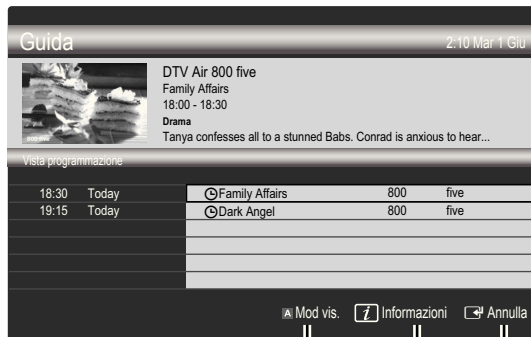 Guida 2:10 Mar 1 Giu
DTV Air 800 five
Family Affairs
18:00 - 18:30
Drama
Tanya confesses all to a stunned Babs. Conrad is anxious to hear...
800 five
Vista programmazione
18:30 Today Family Affairs 800 five
19:15 Today Dark Angel 800 five
A Mod vis. i Informazioni Annulla